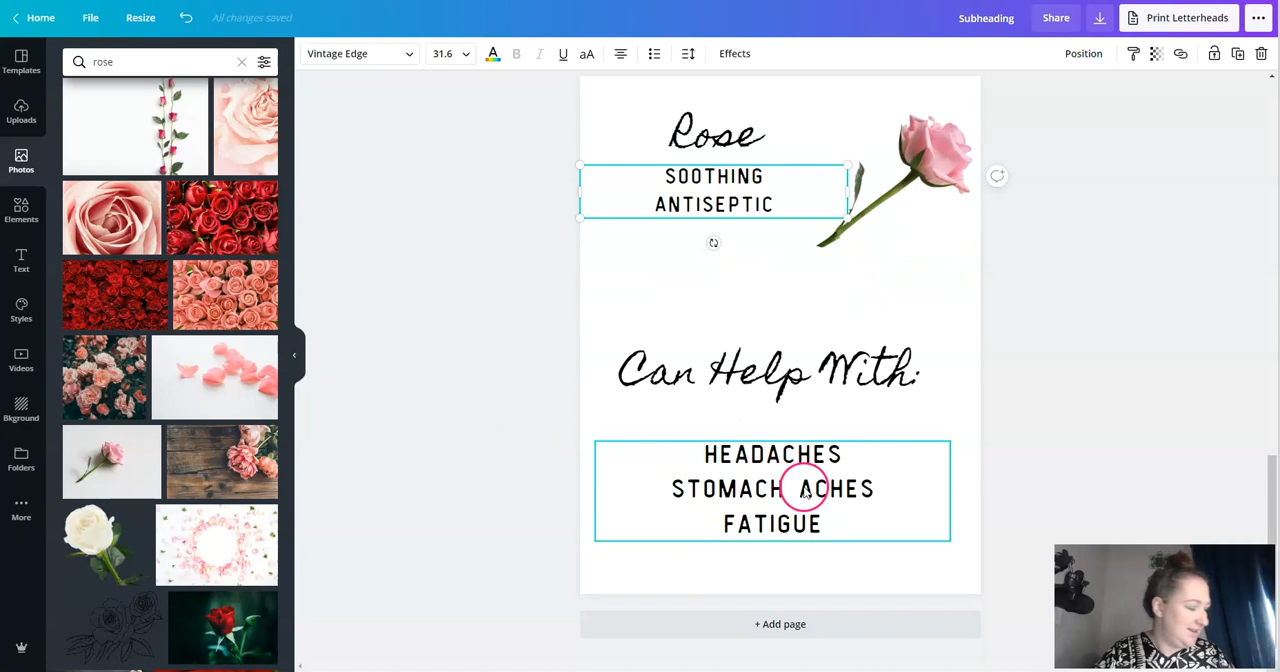 Home
File
Resize
All changes saved
Subheading
Share
Print Letterheads
Templates
Uploads
Photos
Elements
Text
Styles
Videos
Bkground
Folders
More
rose
Vintage Edge
31.6
A
B
I
U
aA
Effects
Position
Rose
SOOTHING
ANTISEPTIC
Can Help With:
HEADACHES
STOMACH ACHES
FATIGUE
+ Add page